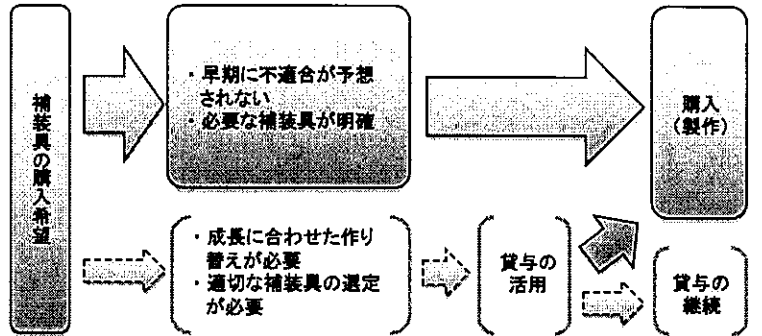 補装具の購入希望
・早期に不適合が予想
されない
・必要な補装具が明確
購入
（製作）
・成長に合わせた作り
替えが必要
・適切な補装具の選定
が必要
貸与の
活用
貸与の
継続